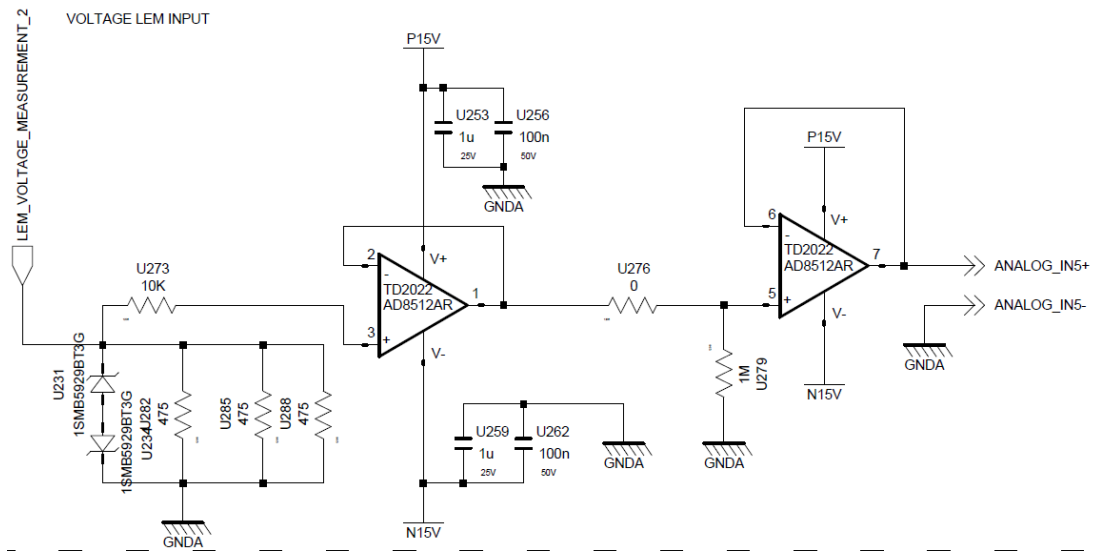 VOLTAGE LEM INPUT
LEM_VOLTAGE_MEASUREMENT_2
P15V
U253
1u
25V
U256
100n
50V
GNDA
P15V
U273
10K
2
-
V+
TD2022
AD8512AR
1
3
+
V-
U276
0
6
-
V+
TD2022
AD8512AR
7
5
+
V-
ANALOG_IN5+
ANALOG_IN5-
GNDA
N15V
U231
1SMB5929BT3G
U234
1SMB5929BT3G
U282
475
U285
475
U288
475
GNDA
1M
U279
GNDA
U259
1u
25V
U262
100n
50V
GNDA
N15V